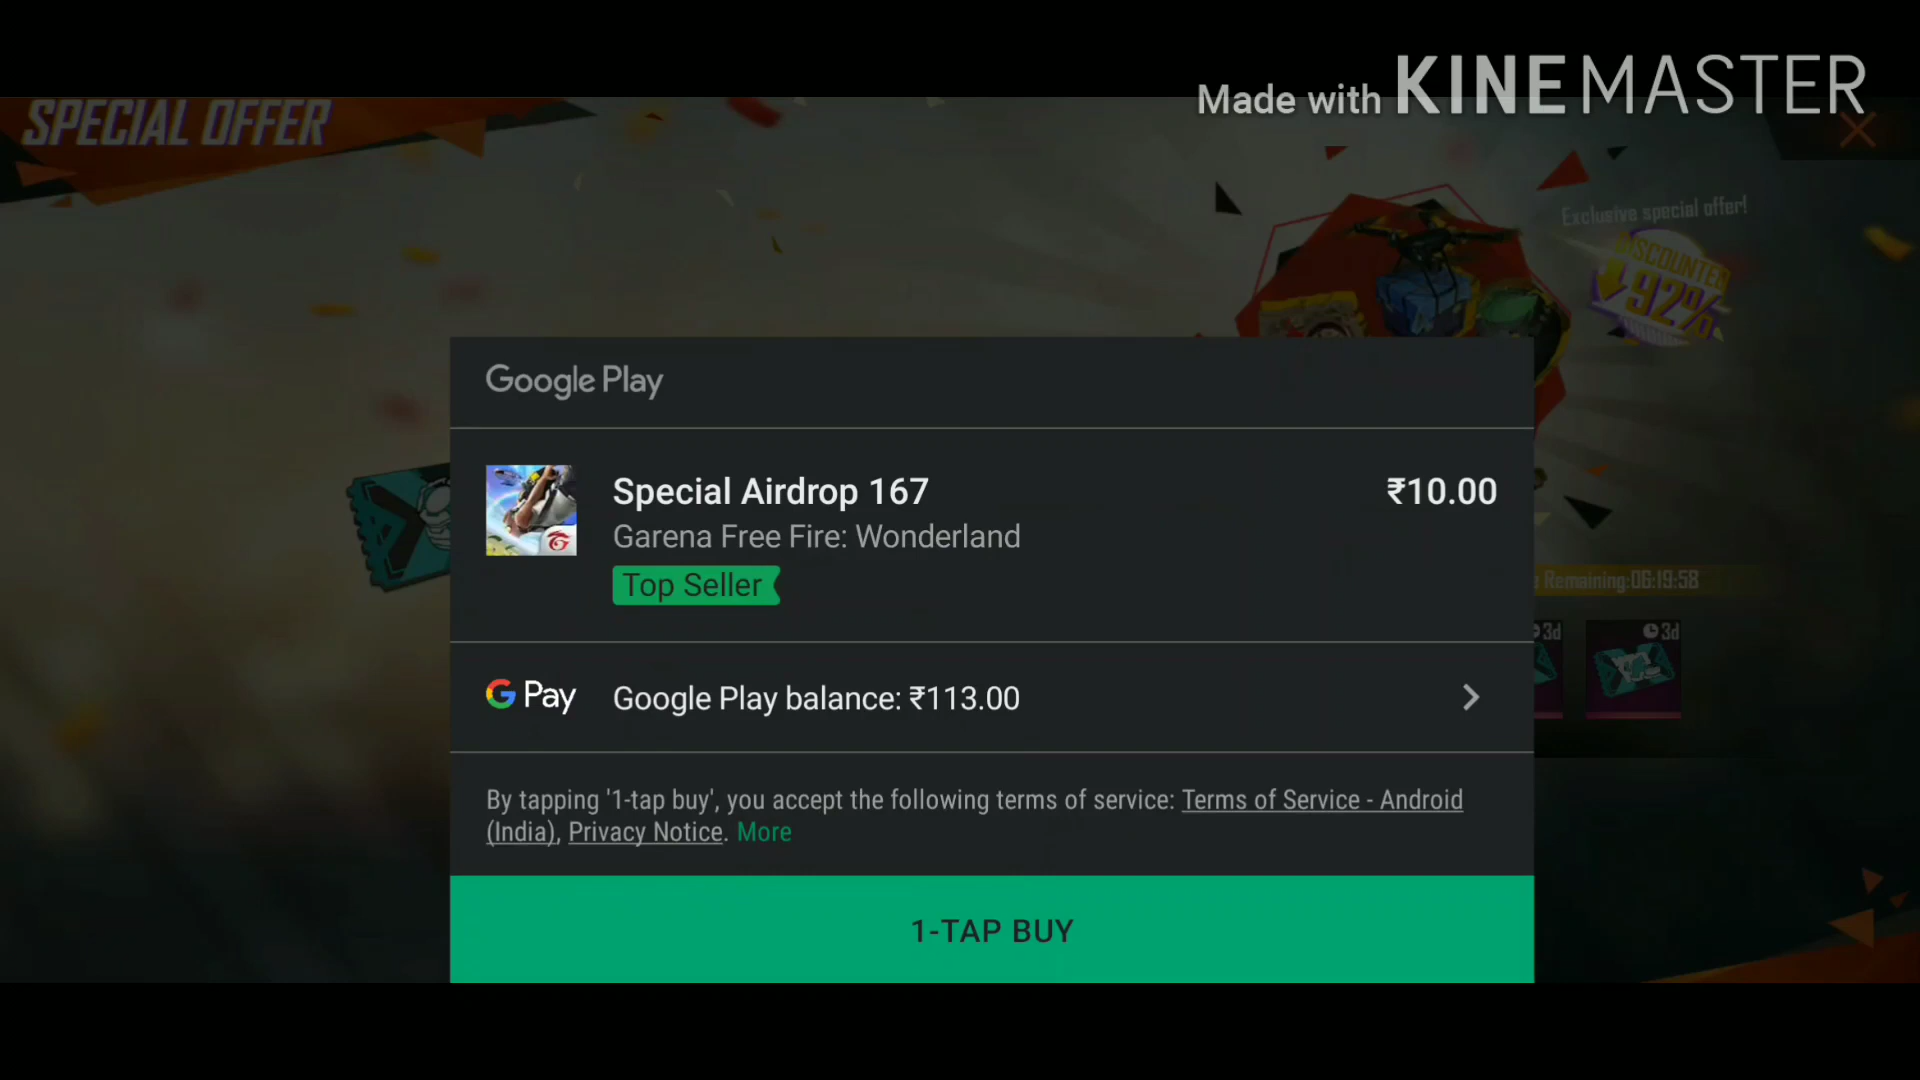 Made with KINEMASTER
SPECIAL OFFER
Exclusive special offer!
DISCOUNTED
92%
Google Play
Special Airdrop 167
₹10.00
Garena Free Fire: Wonderland
Top Seller
Remaining:06:19:58
3d
3d
G Pay
Google Play balance: ₹113.00
By tapping '1-tap buy', you accept the following terms of service: Terms of Service - Android
(India), Privacy Notice. More
1-TAP BUY